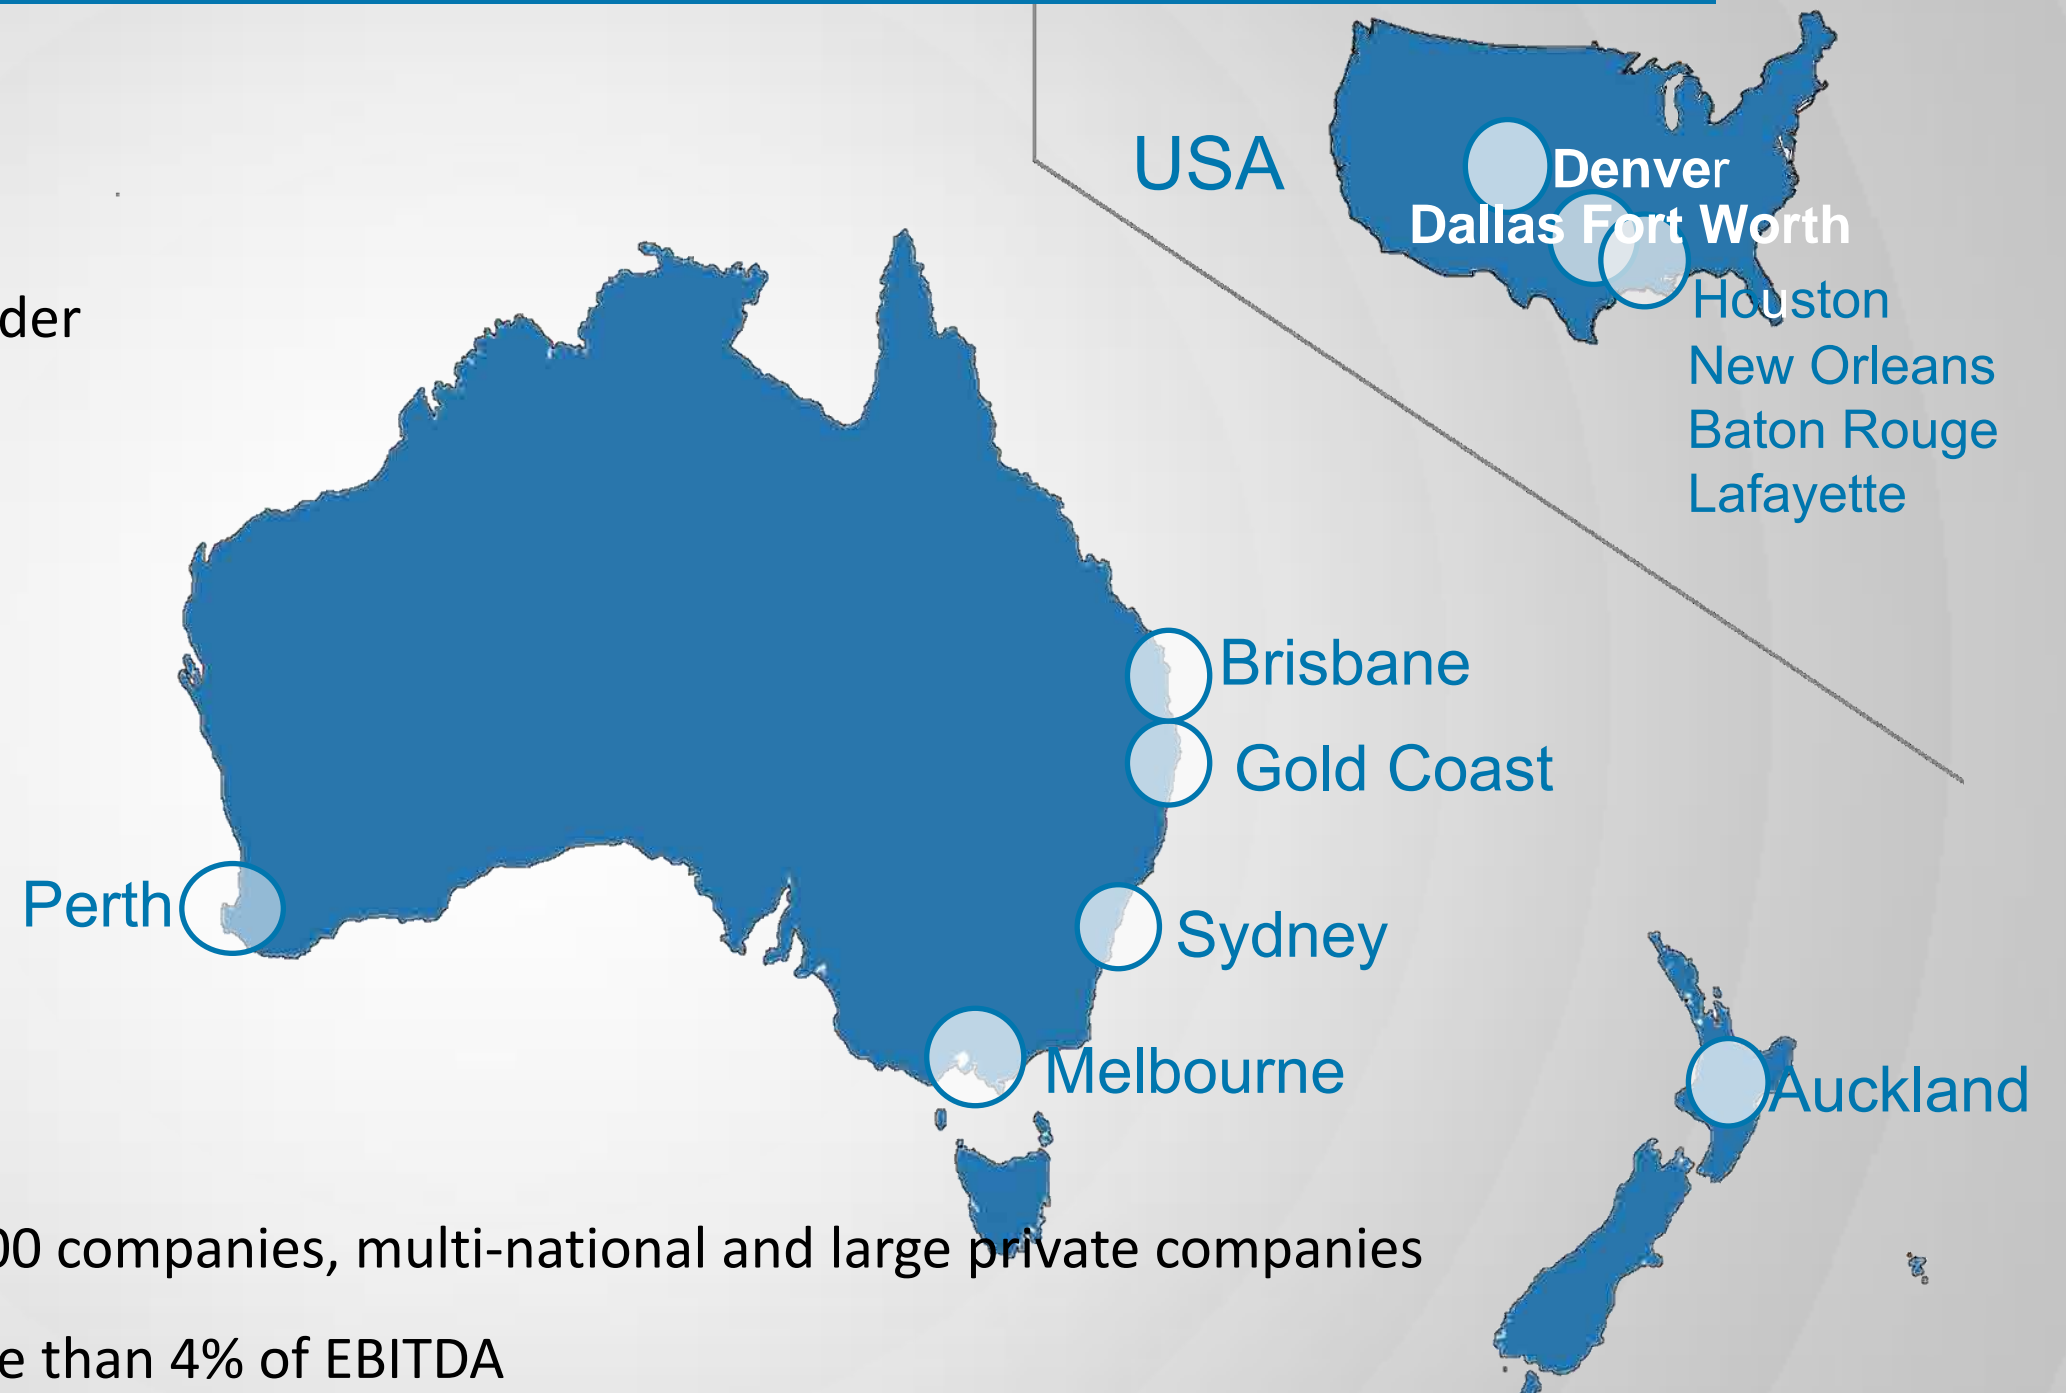 USA
Denver
Dallas Fort Worth
Houston
New Orleans
Baton Rouge
Lafayette
der
Brisbane
Gold Coast
Perth
Sydney
Melbourne
Auckland
00 companies, multi-national and large private companies
e than 4% of EBITDA